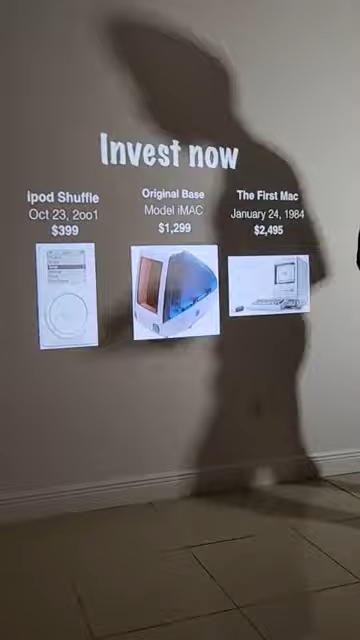 Invest now
ipod Shuffle
Oct 23, 2oo1
$399
Original Base
Model iMAC
$1,299
The First Mac
January 24, 1984
$2,495